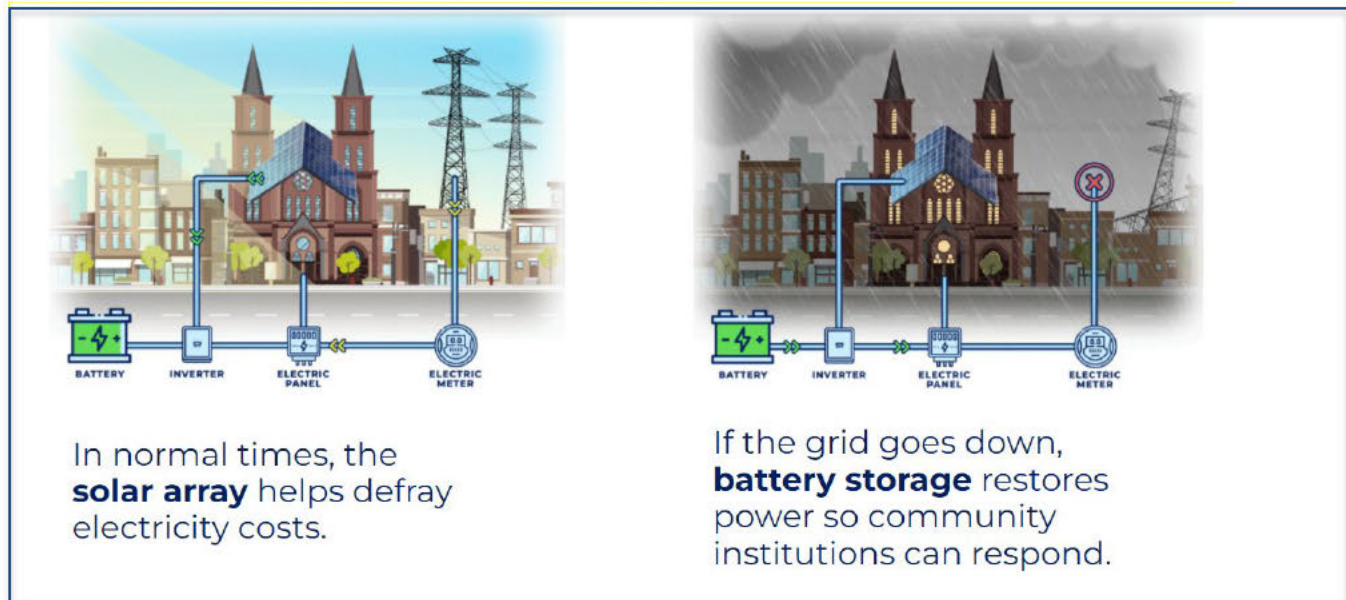 BATTERY
INVERTER
ELECTRIC
PANEL
ELECTRIC
METER
In normal times, the
solar array helps defray
electricity costs.
BATTERY
INVERTER
ELECTRIC
PANEL
ELECTRIC
METER
If the grid goes down,
battery storage restores
power so community
institutions can respond.